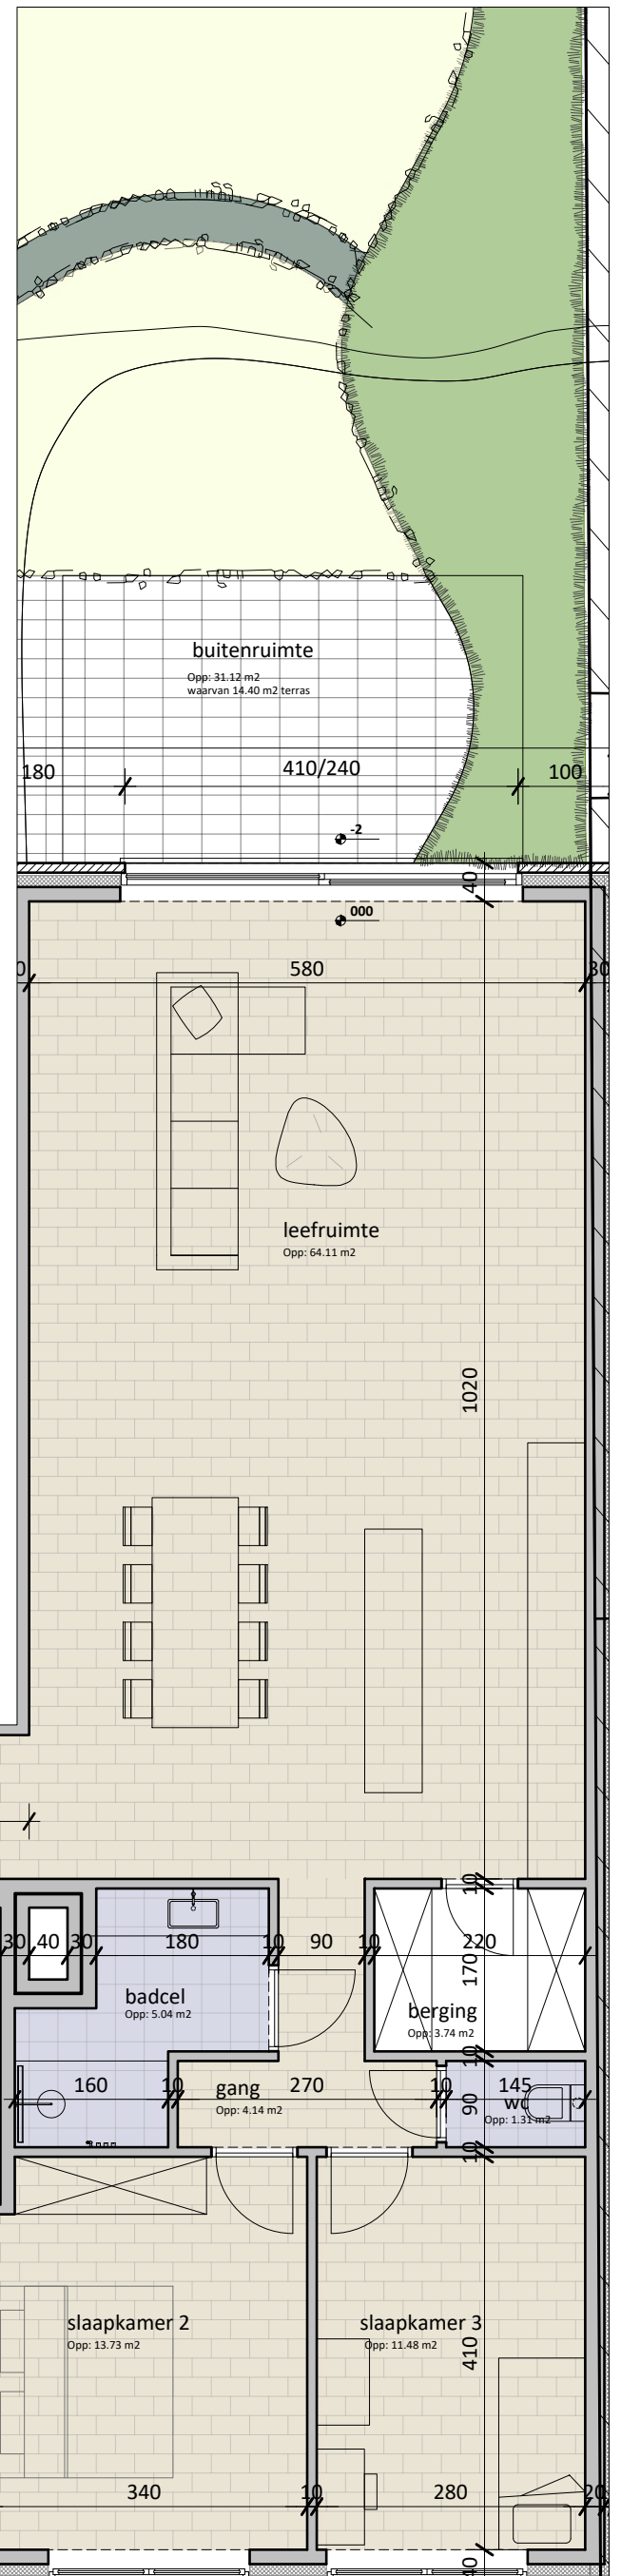 buitenruimte
Opp: 31.12 m2
waarvan 14.40 m2 terras
180
410/240
100
-2
40
000
0
580
30
leefruimte
Opp: 64.11 m2
1020
10
30
40
30
180
10
90
10
220
170
badcel
Opp: 5.04 m2
berging
Opp: 3.74 m2
10
160
10
gang
Opp: 4.14 m2
270
10
90
145
wc
Opp: 1.31 m2
10
slaapkamer 2
Opp: 13.73 m2
slaapkamer 3
Opp: 11.48 m2
410
340
10
280
20
40